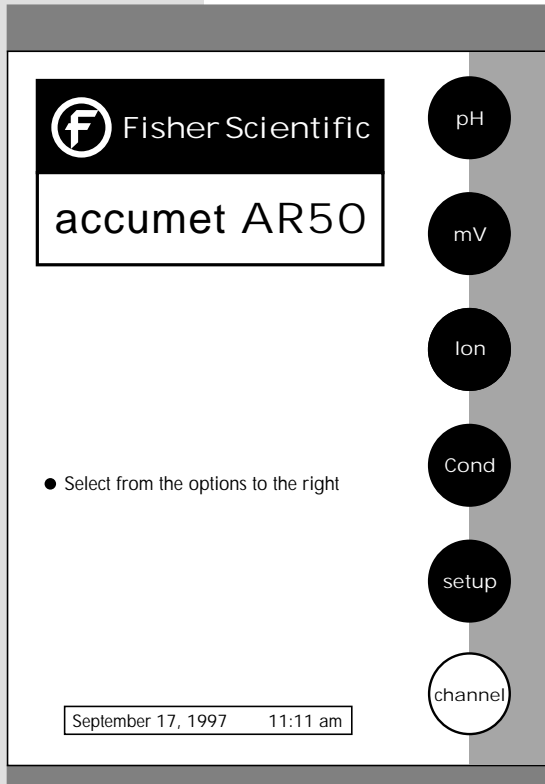 Fisher Scientific
accumet AR50
pH
mV
Ion
Cond
setup
channel
● Select from the options to the right
September 17, 1997 11:11 am